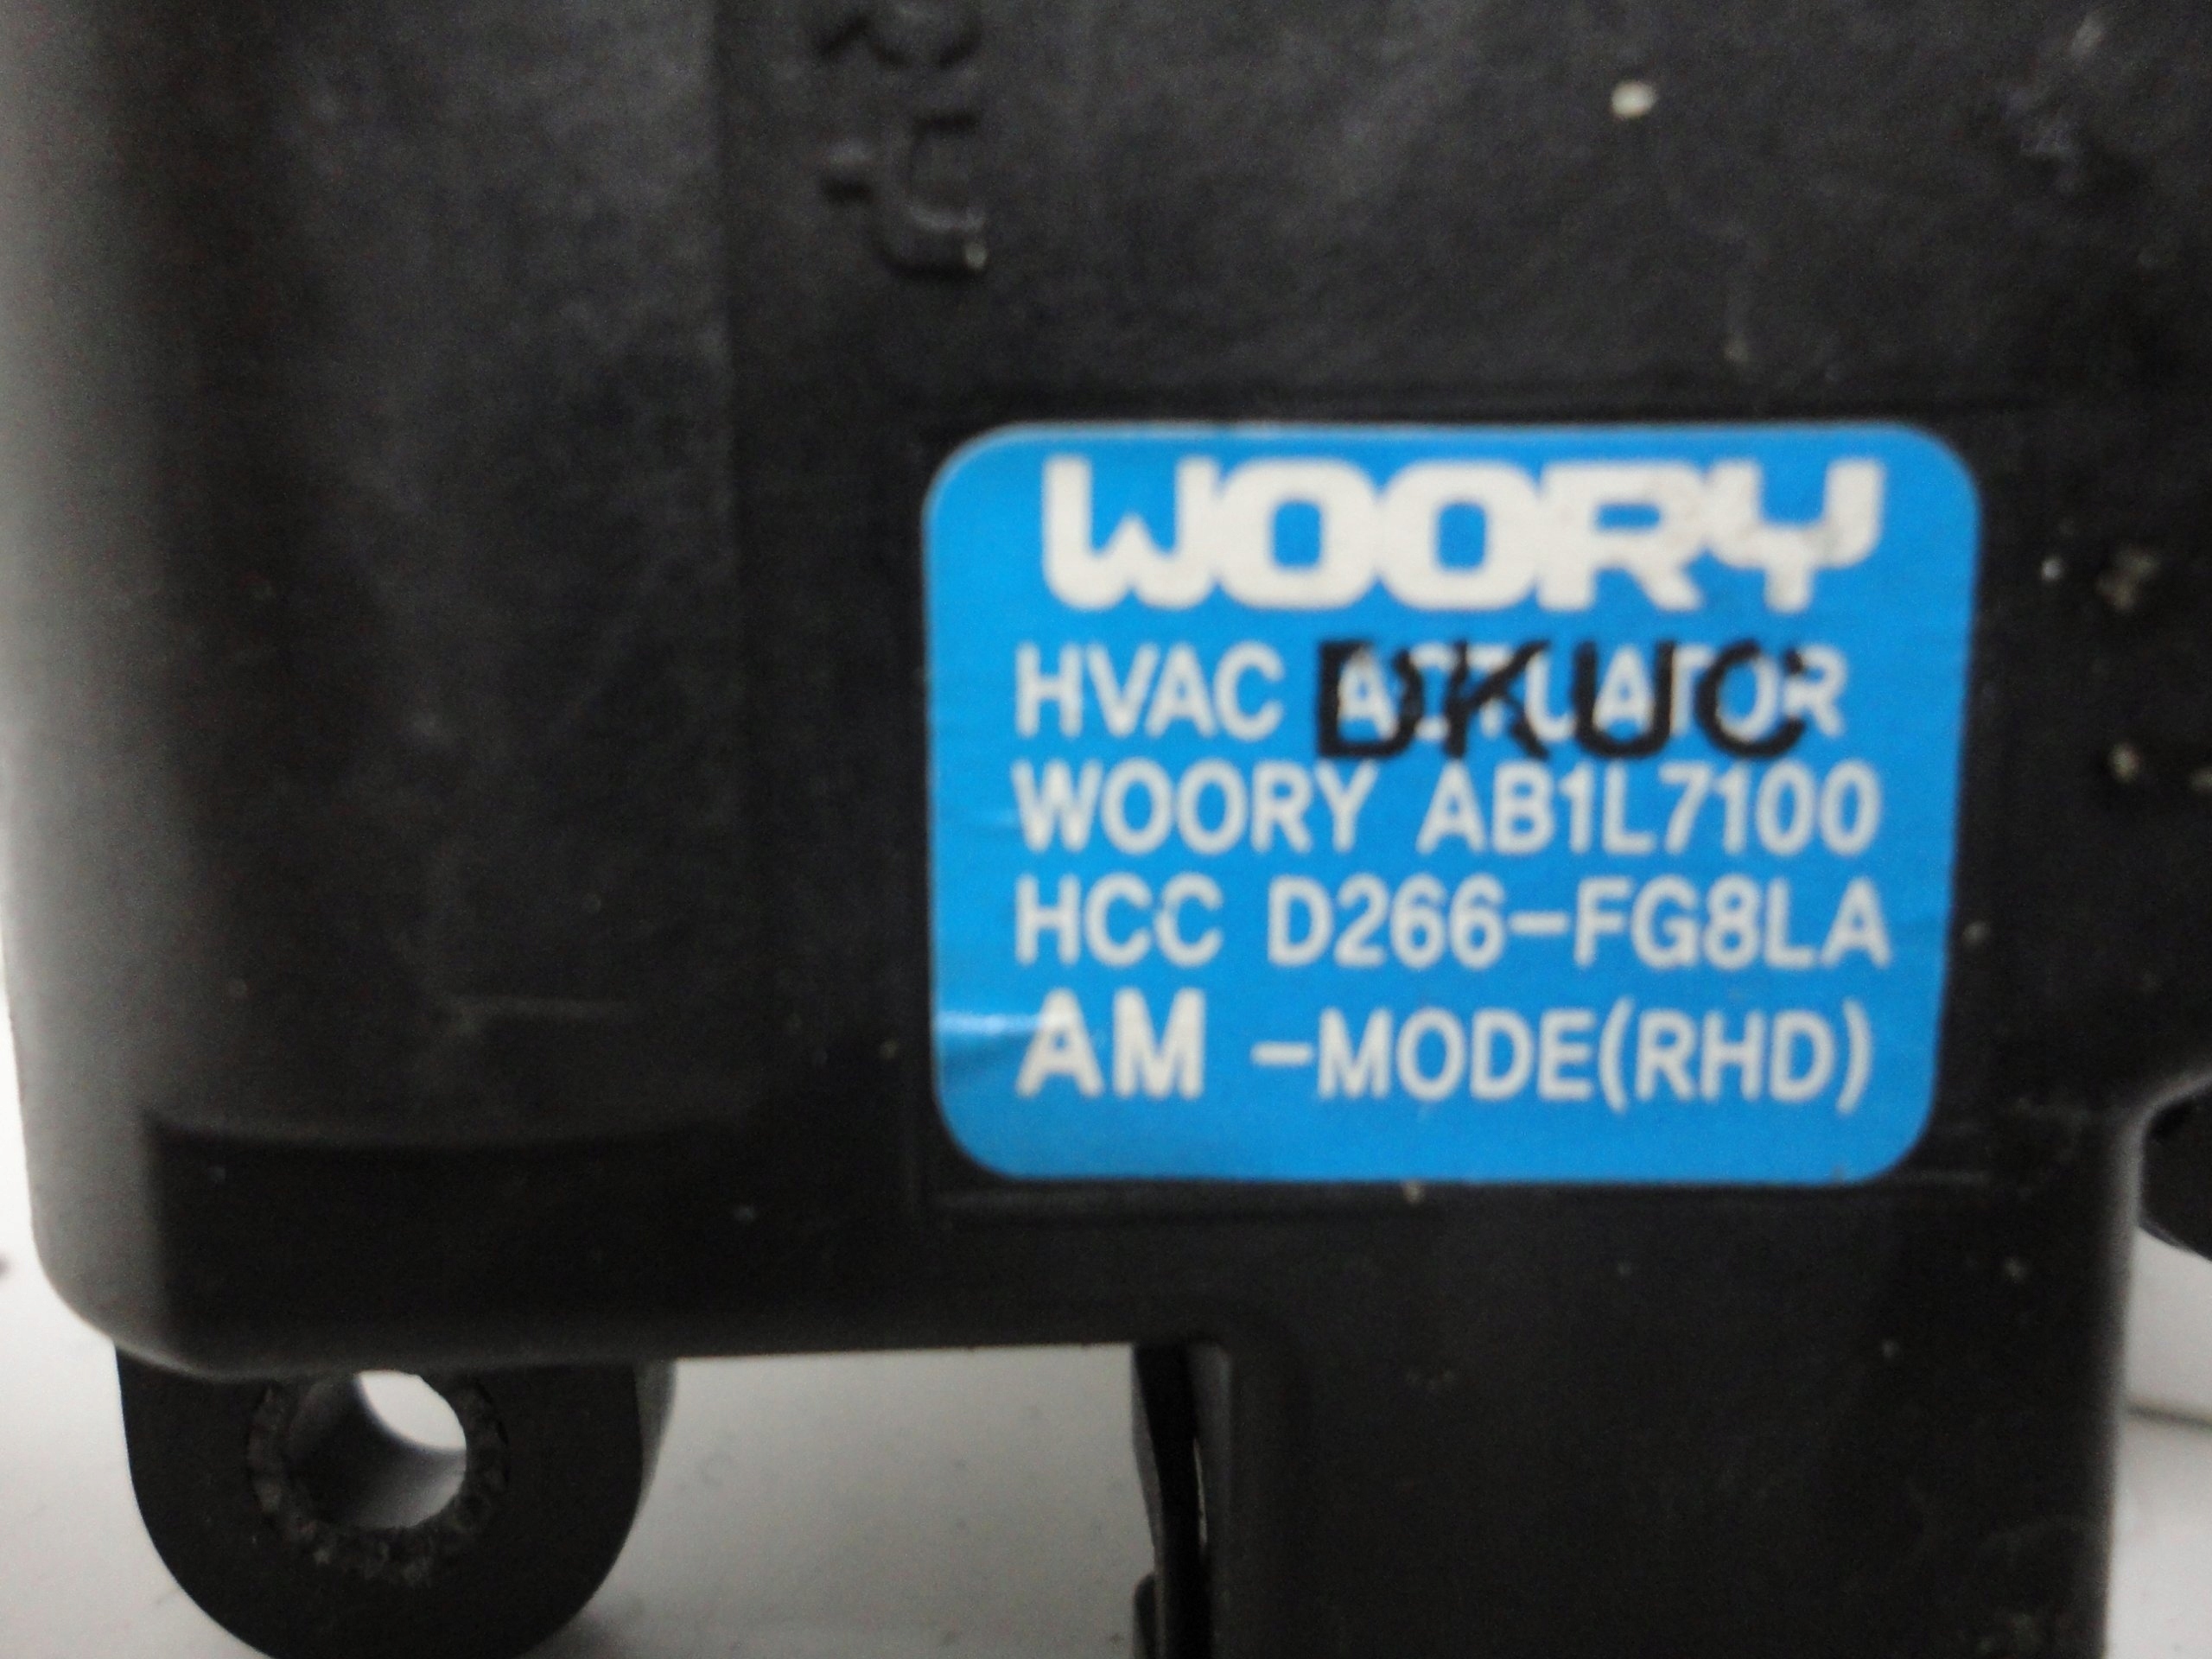 WOORY
HVAC ACTUATOR
DKUC
WOORY AB1L7100
HCC D266-FG8LA
AM -MODE(RHD)